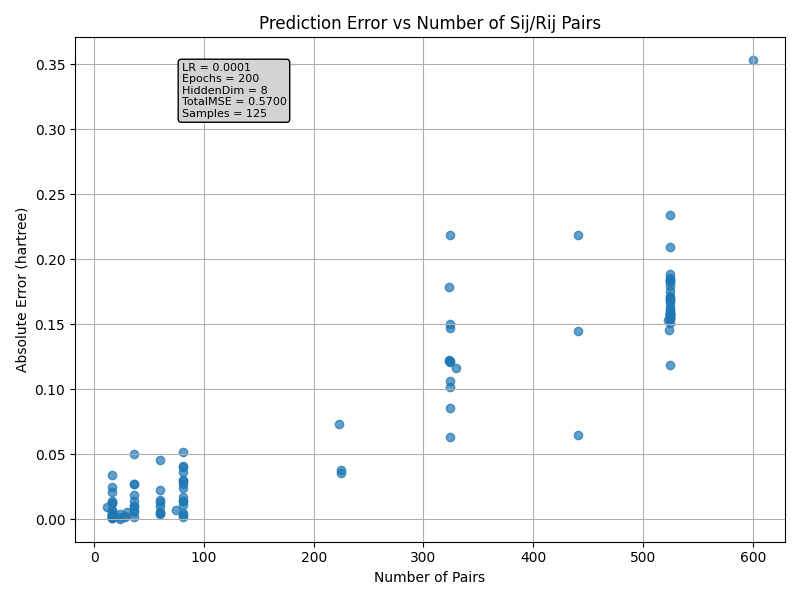 Prediction Error vs Number of Sij/Rij Pairs
LR = 0.0001
Epochs = 200
HiddenDim = 8
TotalMSE = 0.5700
Samples = 125
Absolute Error (hartree)
0.35
0.30
0.25
0.20
0.15
0.10
0.05
0.00
0 100 200 300 400 500 600
Number of Pairs